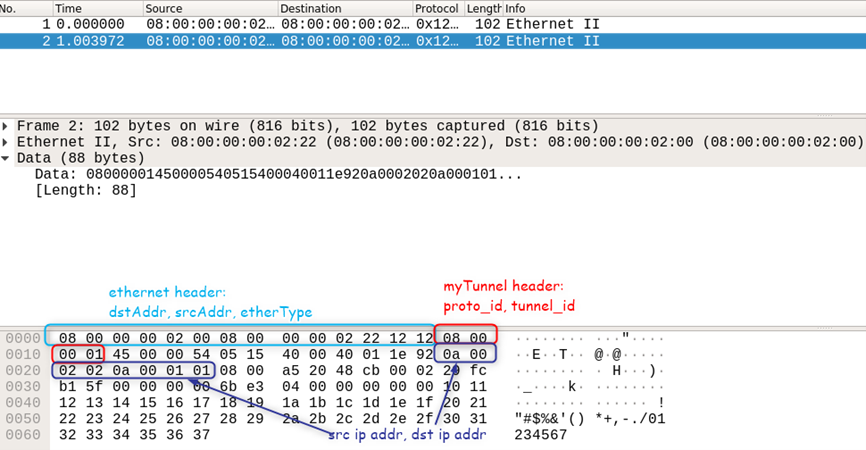 No. Time Source Destination Protocol Length Info
1 0.000000 08:00:00:00:02… 08:00:00:00:02… 0x12… 102 Ethernet II
2 1.003972 08:00:00:00:02… 08:00:00:00:02… 0x12… 102 Ethernet II
Frame 2: 102 bytes on wire (816 bits), 102 bytes captured (816 bits)
Ethernet II, Src: 08:00:00:00:02:22 (08:00:00:00:02:22), Dst: 08:00:00:00:02:00 (08:00:00:00:02:00)
Data (88 bytes)
Data: 08000001450000540515400040011e920a0002020a000101...
[Length: 88]
ethernet header:
dstAddr, srcAddr, etherType
myTunnel header:
proto_id, tunnel_id
0000 08 00 00 00 02 00 08 00 00 00 02 22 12 12 08 00 ········ ···"····
0010 00 01 45 00 00 54 05 15 40 00 40 01 1e 92 0a 00 ··E··T·· @·@·····
0020 02 02 0a 00 01 01 08 00 a5 20 48 cb 00 02 29 fc ········ · H···)·
0030 b1 5f 00 00 00 00 6b e3 04 00 00 00 00 00 10 11 ·_····k· ········
0040 12 13 14 15 16 17 18 19 1a 1b 1c 1d 1e 1f 20 21 ········ ······ !
0050 22 23 24 25 26 27 28 29 2a 2b 2c 2d 2e 2f 30 31 "#$%&'() *+,-./01
0060 32 33 34 35 36 37 234567
src ip addr, dst ip addr